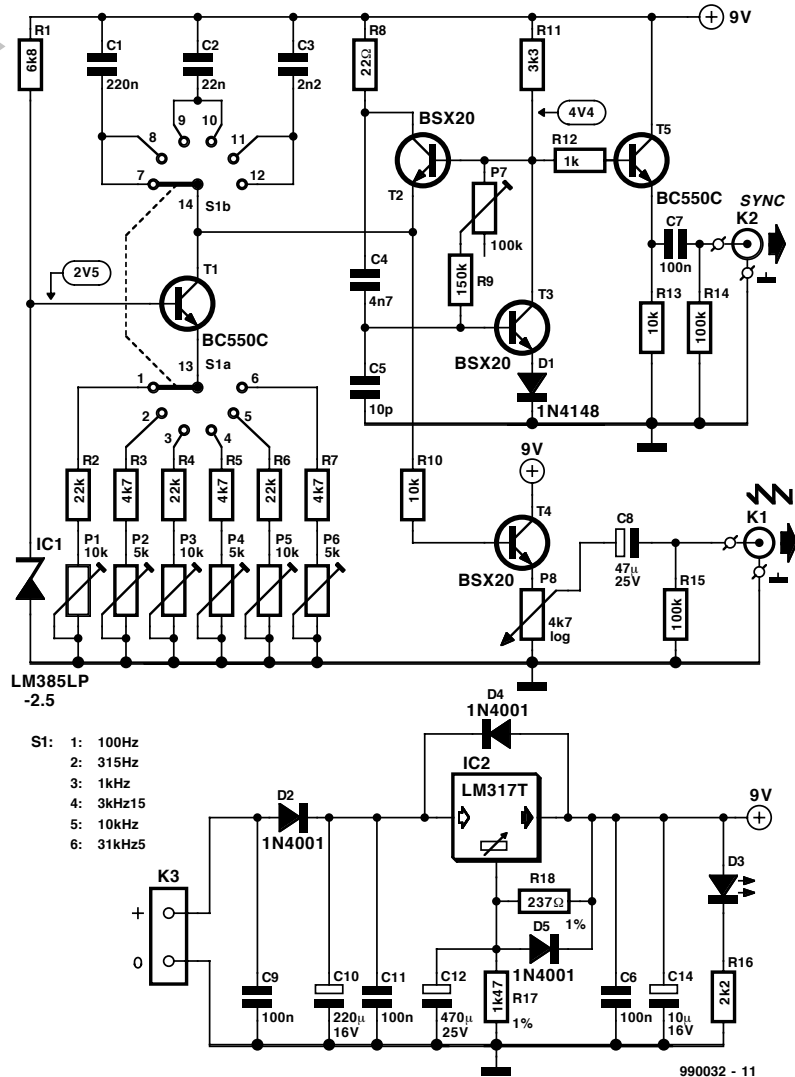 R1
6k8
C1
220n
C2
22n
C3
2n2
R8
22Ω
R11
3k3
9V
8
9
10
11
7
12
14
S1b
BSX20
T2
4V4
R12
1k
T5
BC550C
P7
100k
R9
150k
C7
100n
SYNC
K2
2V5
T1
BC550C
C4
4n7
T3
BSX20
D1
1N4148
C5
10p
R13
10k
R14
100k
13
S1a
1
2
3
4
5
6
R2
22k
R3
4k7
R4
22k
R5
4k7
R6
22k
R7
4k7
R10
10k
9V
T4
BSX20
C8
47µ
25V
K1
IC1
P1
10k
P2
5k
P3
10k
P4
5k
P5
10k
P6
5k
P8
4k7
log
R15
100k
LM385LP
-2.5
S1: 1: 100Hz
2: 315Hz
3: 1kHz
4: 3kHz15
5: 10kHz
6: 31kHz5
D4
1N4001
IC2
LM317T
D2
1N4001
9V
K3
+
0
R18
237Ω
1%
D5
1N4001
D3
C9
100n
C10
220µ
16V
C11
100n
C12
470µ
25V
1k47
R17
1%
C6
100n
C14
10µ
16V
R16
2k2
990032 - 11